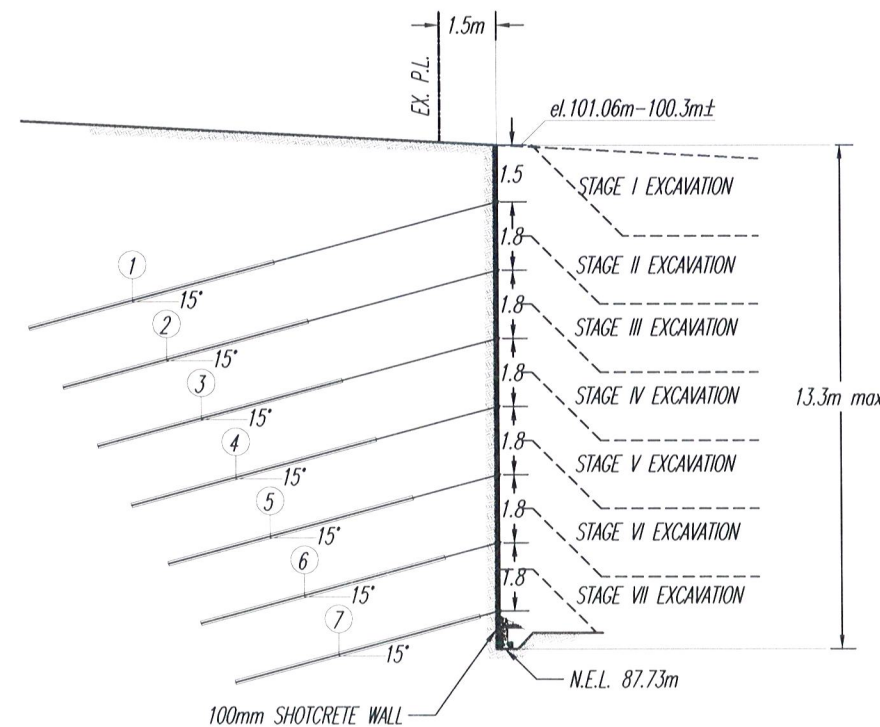 1.5m
EX. P.L.
el.101.06m-100.3m±
1.5
STAGE I EXCAVATION
1.8
STAGE II EXCAVATION
1
15°
1.8
STAGE III EXCAVATION
2
15°
1.8
STAGE IV EXCAVATION
13.3m max
3
15°
1.8
STAGE V EXCAVATION
4
15°
1.8
STAGE VI EXCAVATION
5
15°
1.8
STAGE VII EXCAVATION
6
15°
7
15°
N.E.L. 87.73m
100mm SHOTCRETE WALL